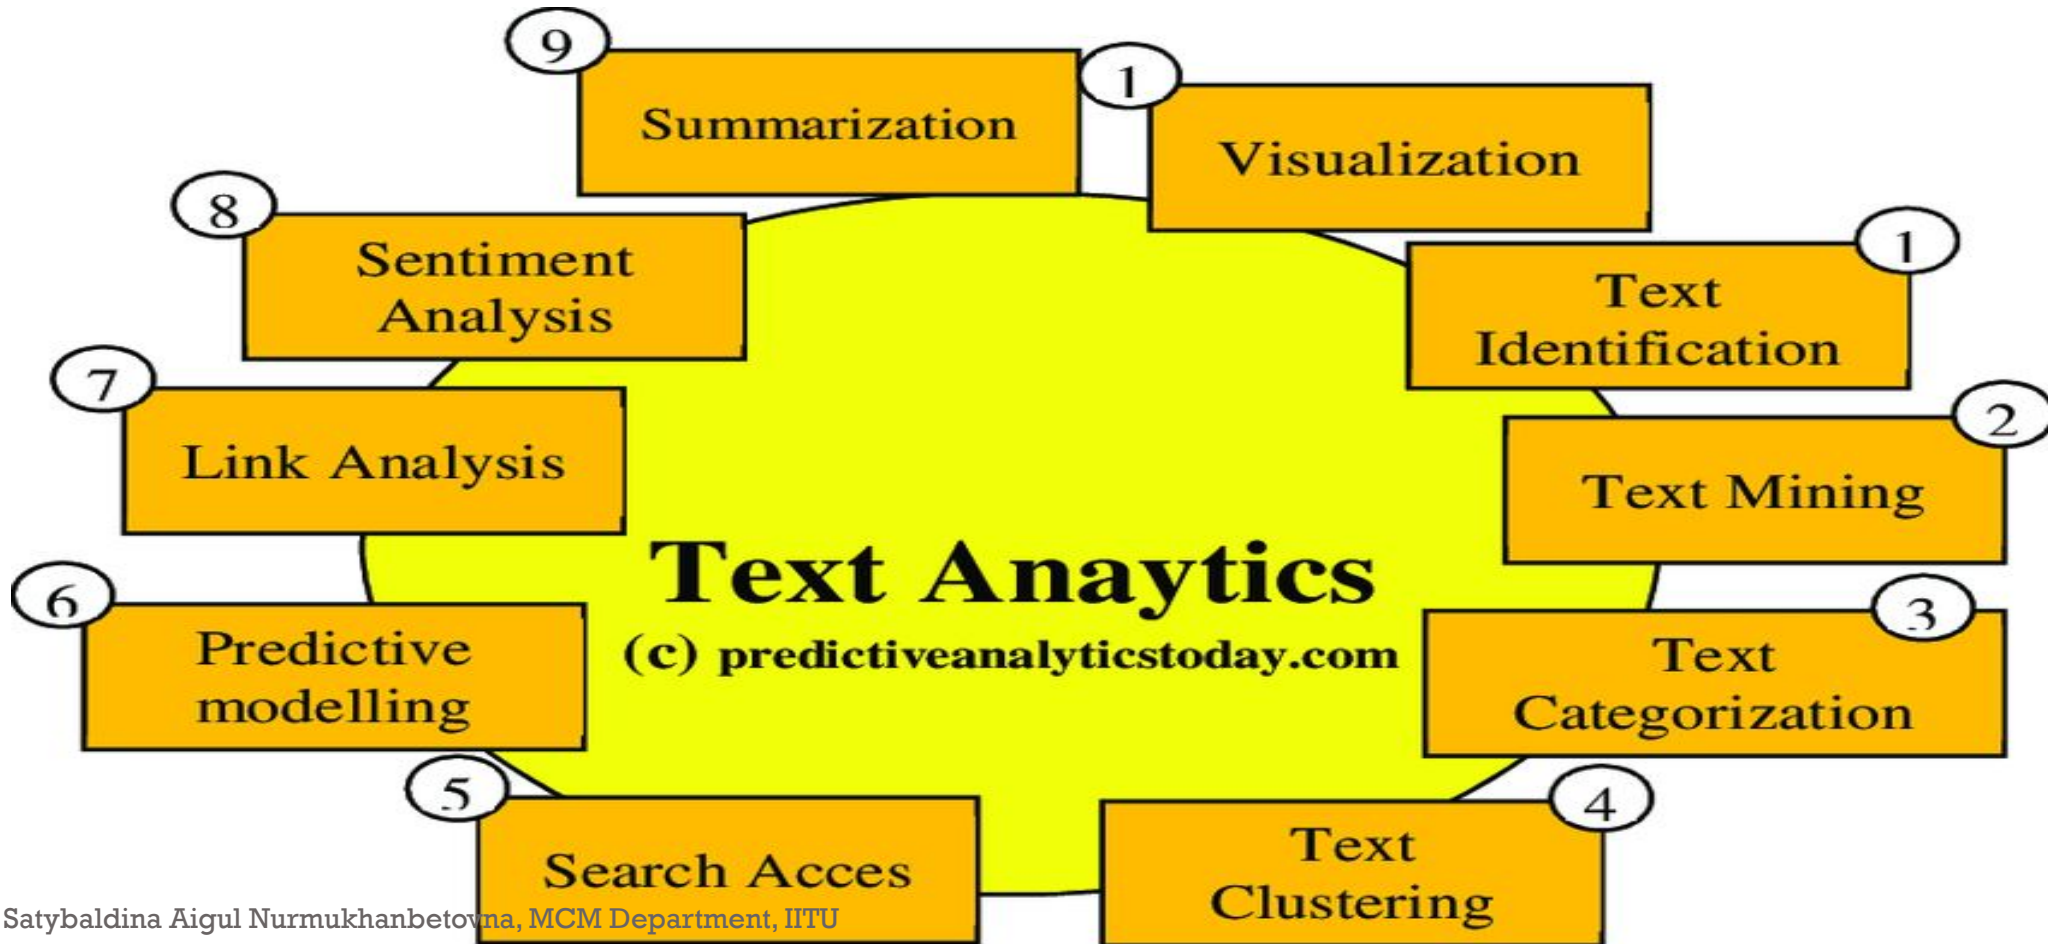 9
Summarization
1
Visualization
8
Sentiment
Analysis
1
Text
Identification
7
Link Analysis
2
Text Mining
Text Anaytics
(c) predictiveanalyticstoday.com
6
Predictive
modelling
3
Text
Categorization
5
Search Acces
4
Text
Clustering
Satybaldina Aigul Nurmukhanbetovna, MCM Department, IITU